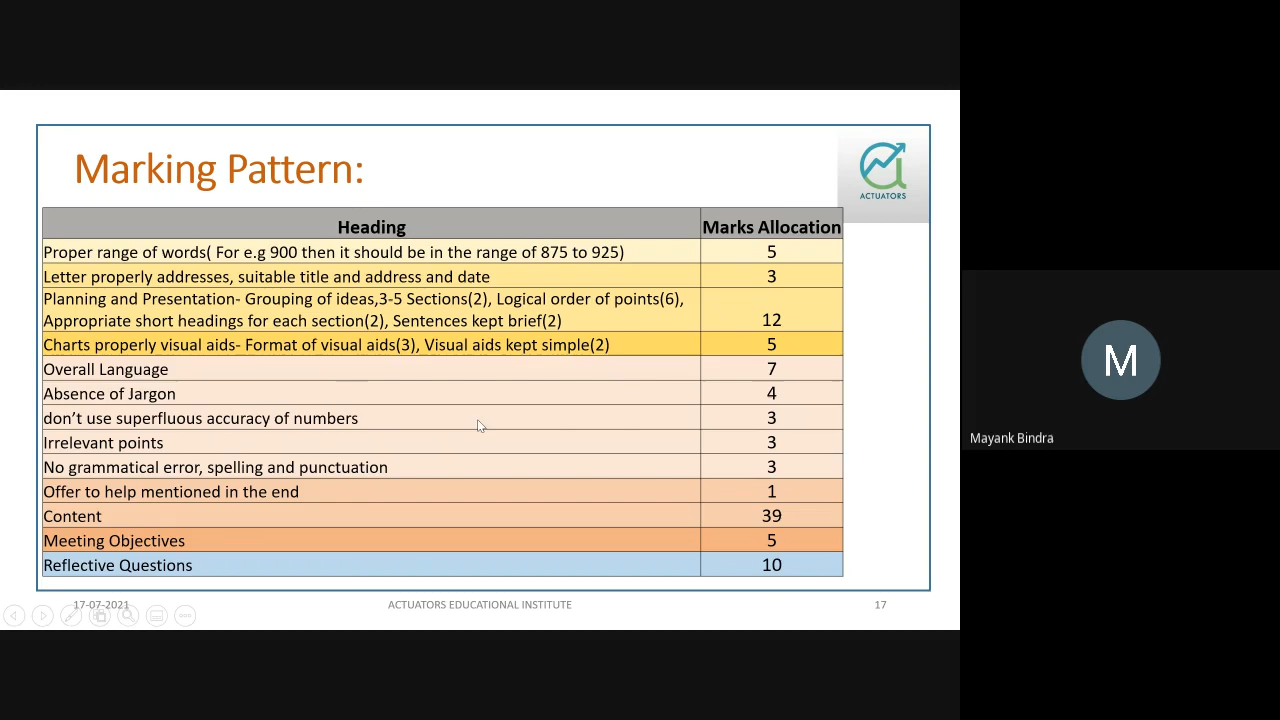 Marking Pattern:
ACTUATORS
Heading Marks Allocation
Proper range of words( For e.g 900 then it should be in the range of 875 to 925) 5
Letter properly addresses, suitable title and address and date 3
Planning and Presentation- Grouping of ideas,3-5 Sections(2), Logical order of points(6),
Appropriate short headings for each section(2), Sentences kept brief(2) 12
Charts properly visual aids- Format of visual aids(3), Visual aids kept simple(2) 5
Overall Language 7
Absence of Jargon 4
don’t use superfluous accuracy of numbers 3
Irrelevant points 3
No grammatical error, spelling and punctuation 3
Offer to help mentioned in the end 1
Content 39
Meeting Objectives 5
Reflective Questions 10
17-07-2021 ACTUATORS EDUCATIONAL INSTITUTE 17
M
Mayank Bindra